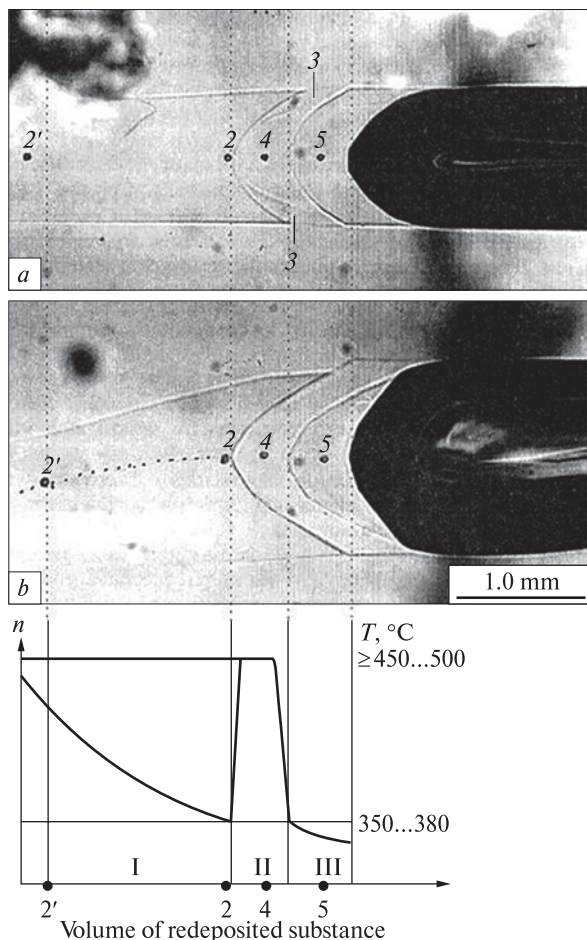 3
2' 2 4 5
3
a
2 4 5
2'
b 1.0 mm
n T, °C
≥450...500
350...380
I II III
2' 2 4 5
Volume of redeposited substance